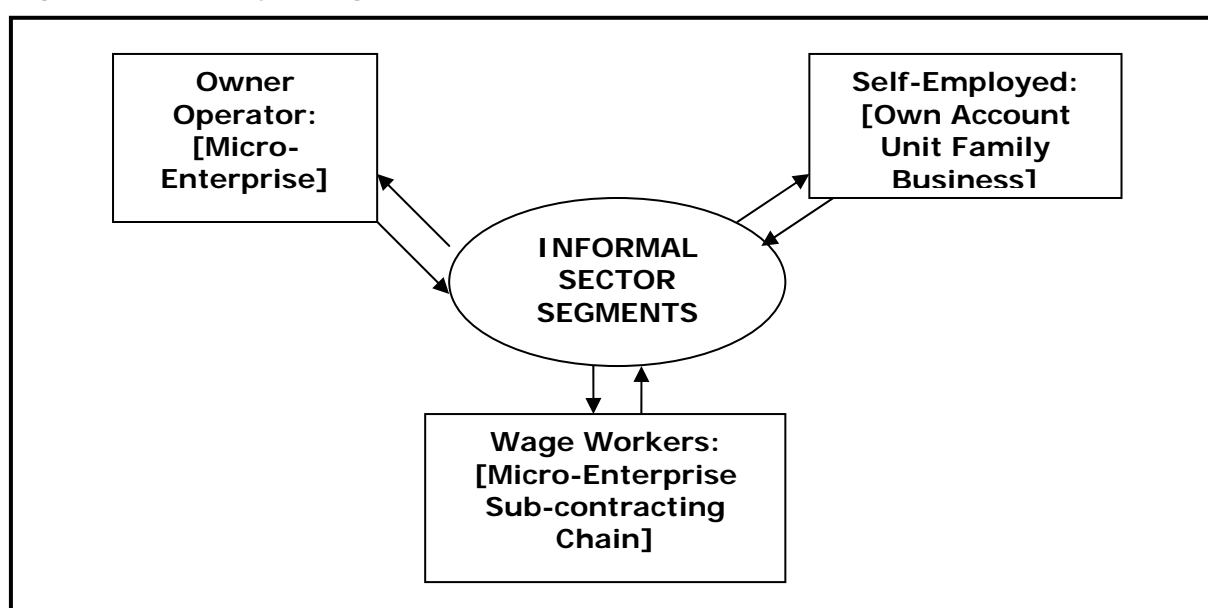 Owner
Operator:
[Micro-
Enterprise]
Self-Employed:
[Own Account
Unit Family
Business]
INFORMAL
SECTOR
SEGMENTS
Wage Workers:
[Micro-Enterprise
Sub-contracting
Chain]